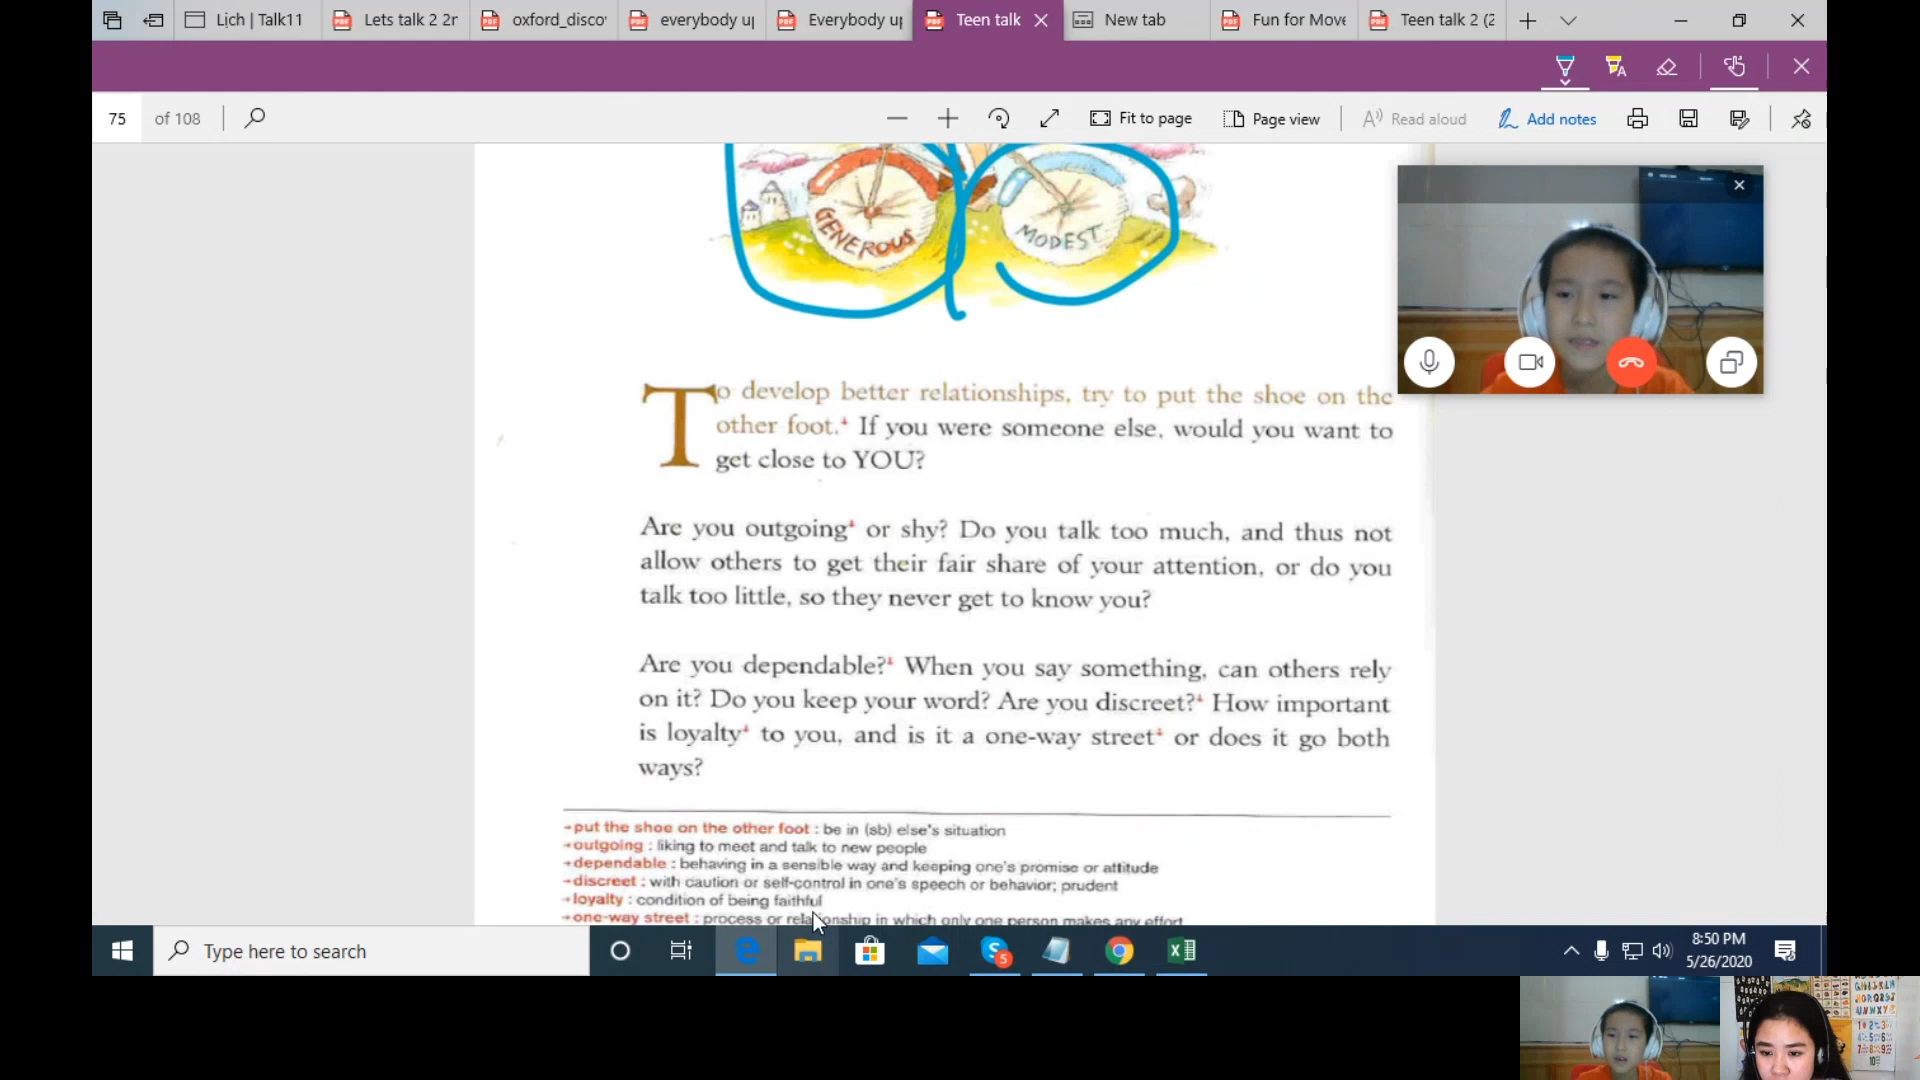 Lịch | Talk11
Lets talk 2 2r
oxford_disco
everybody u
Everybody u
Teen talk
New tab
Fun for Move
Teen talk 2 (2
75 of 108
Fit to page
Page view
Read aloud
Add notes
GENEROUS
MODEST
To develop better relationships, try to put the shoe on the
other foot.⁺ If you were someone else, would you want to
get close to YOU?
Are you outgoing⁺ or shy? Do you talk too much, and thus not
allow others to get their fair share of your attention, or do you
talk too little, so they never get to know you?
Are you dependable?⁺ When you say something, can others rely
on it? Do you keep your word? Are you discreet?⁺ How important
is loyalty⁺ to you, and is it a one-way street⁺ or does it go both
ways?
put the shoe on the other foot : be in (sb) else's situation
outgoing : liking to meet and talk to new people
dependable : behaving in a sensible way and keeping one's promise or attitude
discreet : with caution or self-control in one's speech or behavior; prudent
loyalty : condition of being faithful
one-way street : process or relationship in which only one person makes any effort
Type here to search
5
8:50 PM
5/26/2020